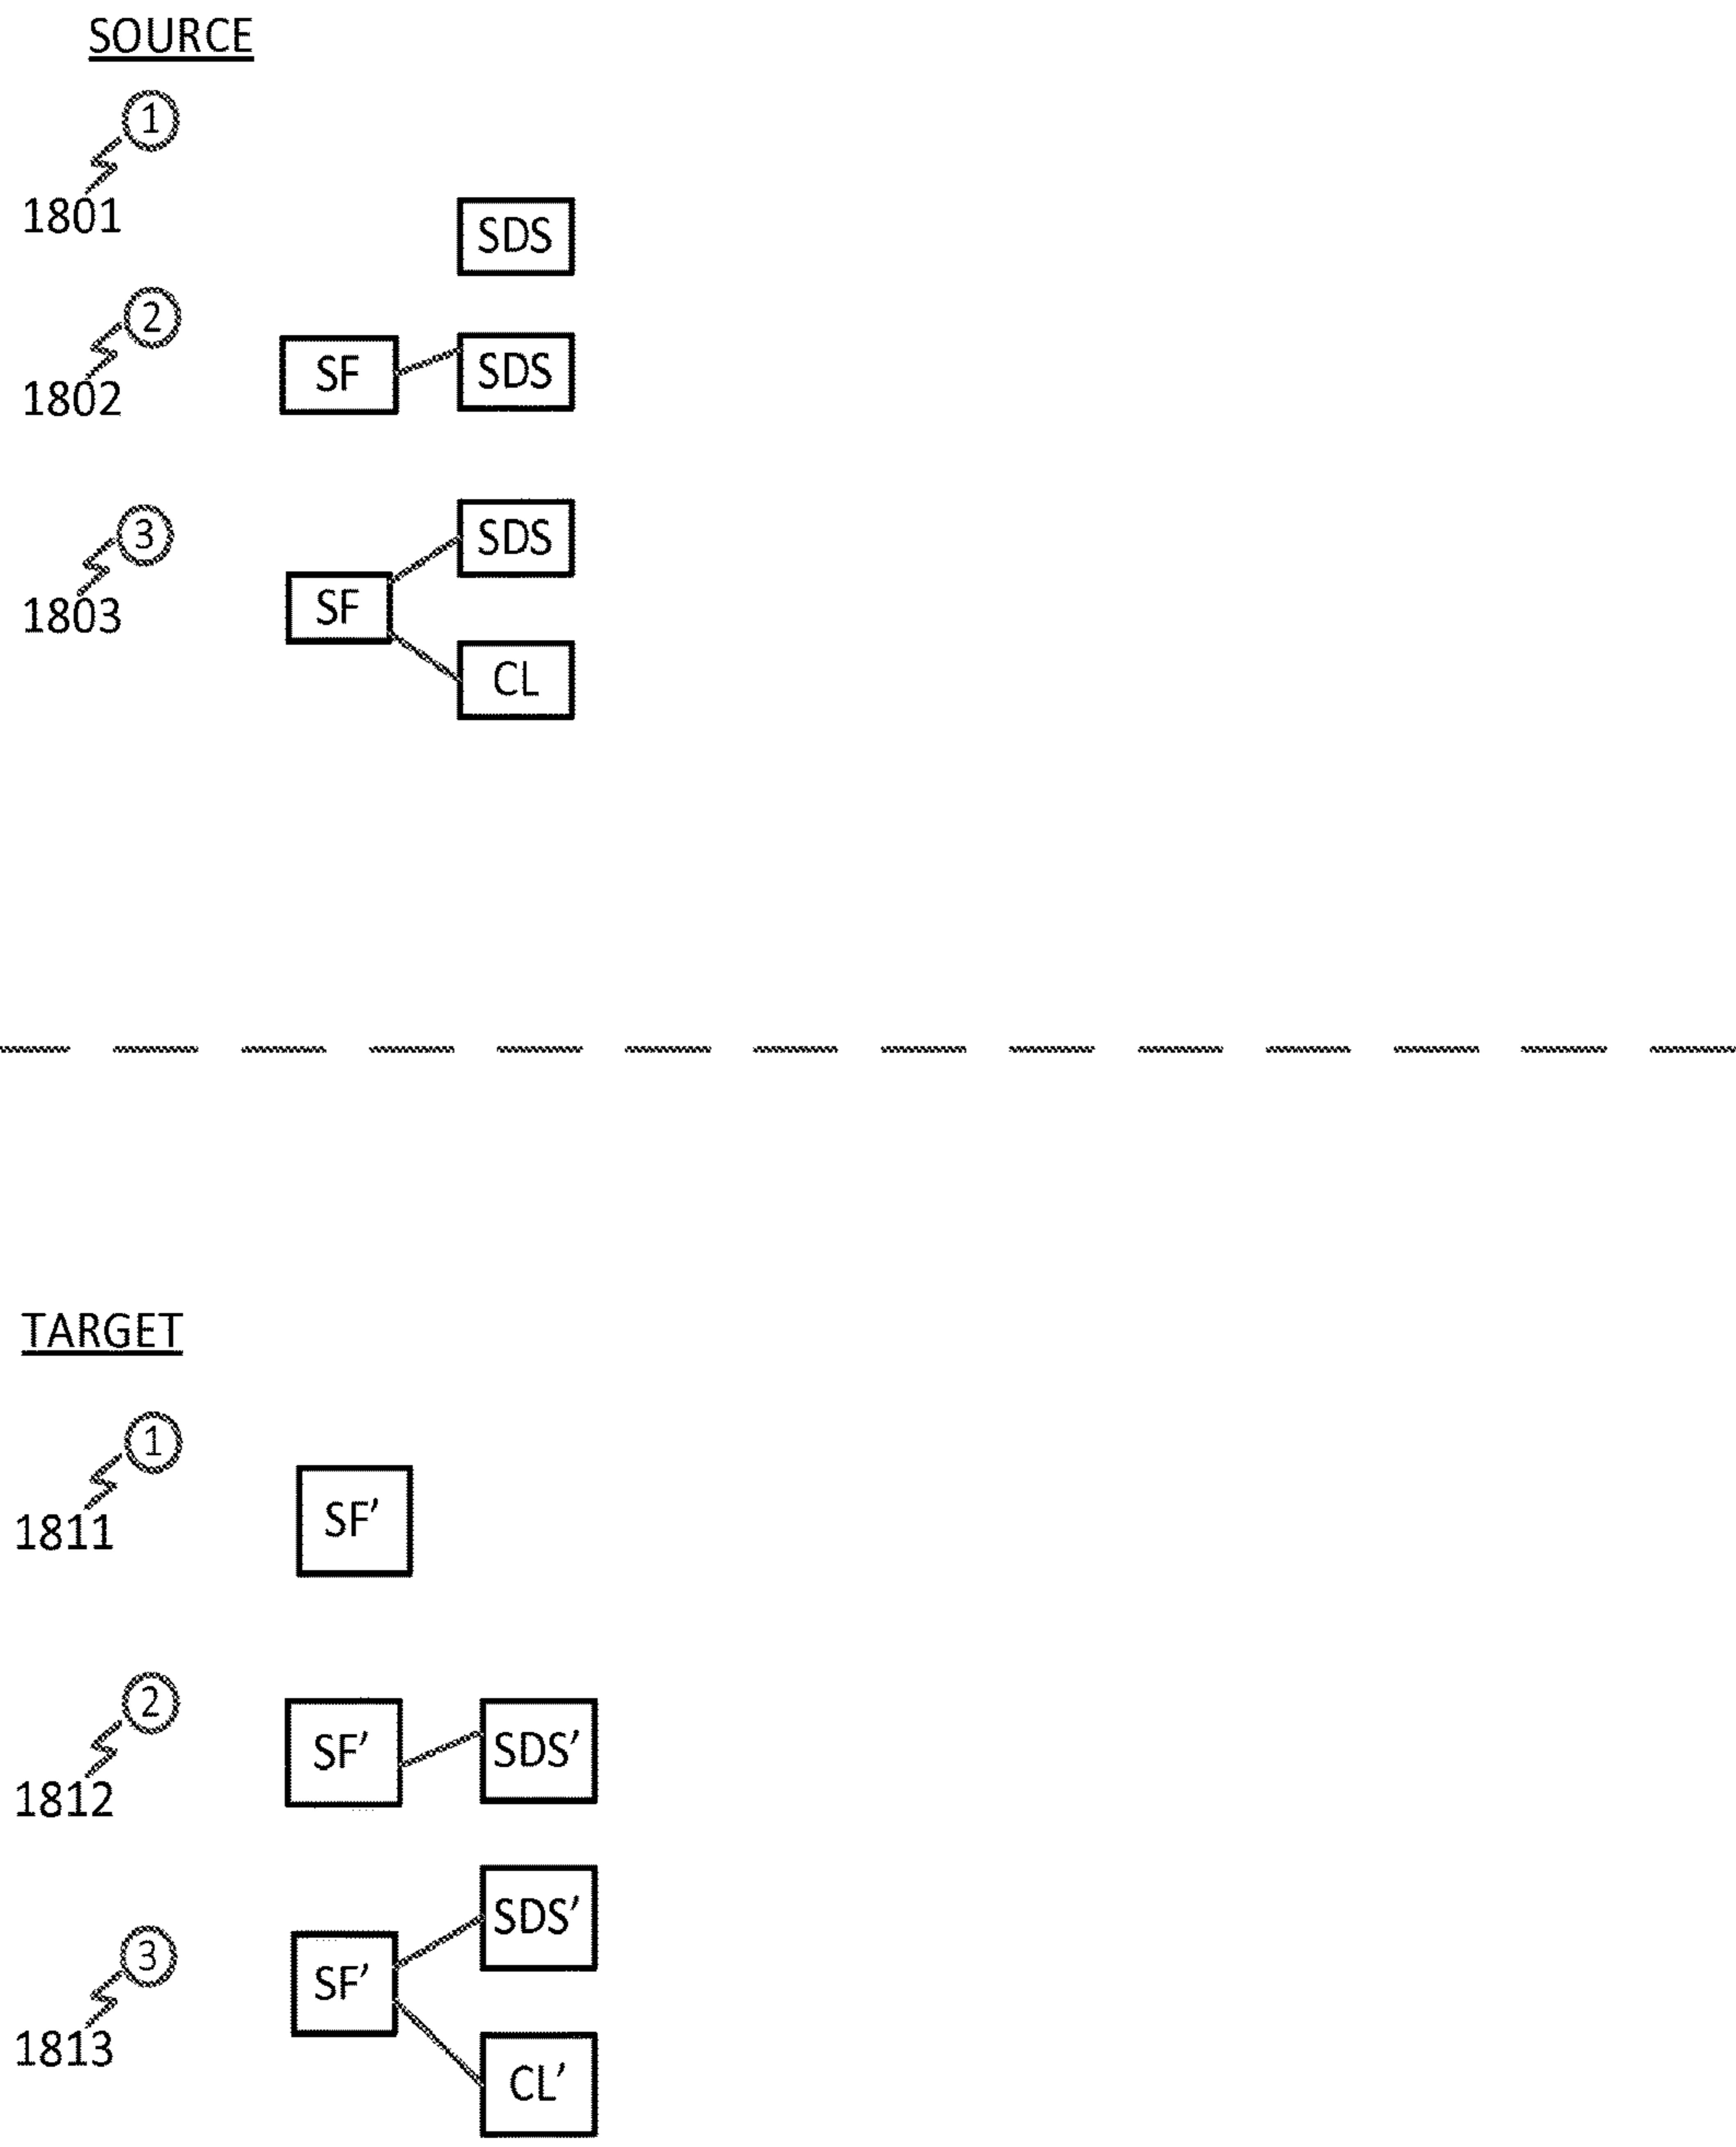 SOURCE
1
1801
SDS
2
1802
SF
SDS
3
1803
SDS
SF
CL
TARGET
1
1811
SF'
2
1812
SF'
SDS'
3
1813
SDS'
SF'
CL'